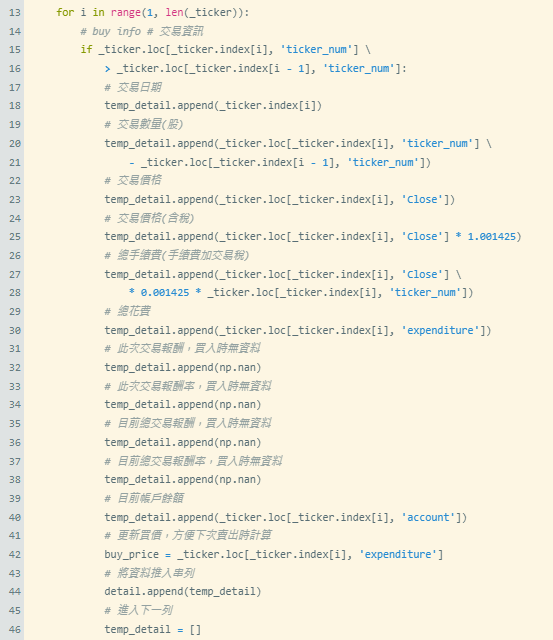 13 for i in range(1, len(_ticker)):
14 # buy info # 交易資訊
15 if _ticker.loc[_ticker.index[i], 'ticker_num'] \
16 > _ticker.loc[_ticker.index[i - 1], 'ticker_num']:
17 # 交易日期
18 temp_detail.append(_ticker.index[i])
19 # 交易數量(股)
20 temp_detail.append(_ticker.loc[_ticker.index[i], 'ticker_num'] \
21 - _ticker.loc[_ticker.index[i - 1], 'ticker_num'])
22 # 交易價格
23 temp_detail.append(_ticker.loc[_ticker.index[i], 'Close'])
24 # 交易價格(含稅)
25 temp_detail.append(_ticker.loc[_ticker.index[i], 'Close'] * 1.001425)
26 # 總手續費(手續費加交易稅)
27 temp_detail.append(_ticker.loc[_ticker.index[i], 'Close'] \
28 * 0.001425 * _ticker.loc[_ticker.index[i], 'ticker_num'])
29 # 總花費
30 temp_detail.append(_ticker.loc[_ticker.index[i], 'expenditure'])
31 # 此次交易報酬，買入時無資料
32 temp_detail.append(np.nan)
33 # 此次交易報酬率，買入時無資料
34 temp_detail.append(np.nan)
35 # 目前總交易報酬，買入時無資料
36 temp_detail.append(np.nan)
37 # 目前總交易報酬率，買入時無資料
38 temp_detail.append(np.nan)
39 # 目前帳戶餘額
40 temp_detail.append(_ticker.loc[_ticker.index[i], 'account'])
41 # 更新買價，方便下次賣出時計算
42 buy_price = _ticker.loc[_ticker.index[i], 'expenditure']
43 # 將資料推入串列
44 detail.append(temp_detail)
45 # 進入下一列
46 temp_detail = []